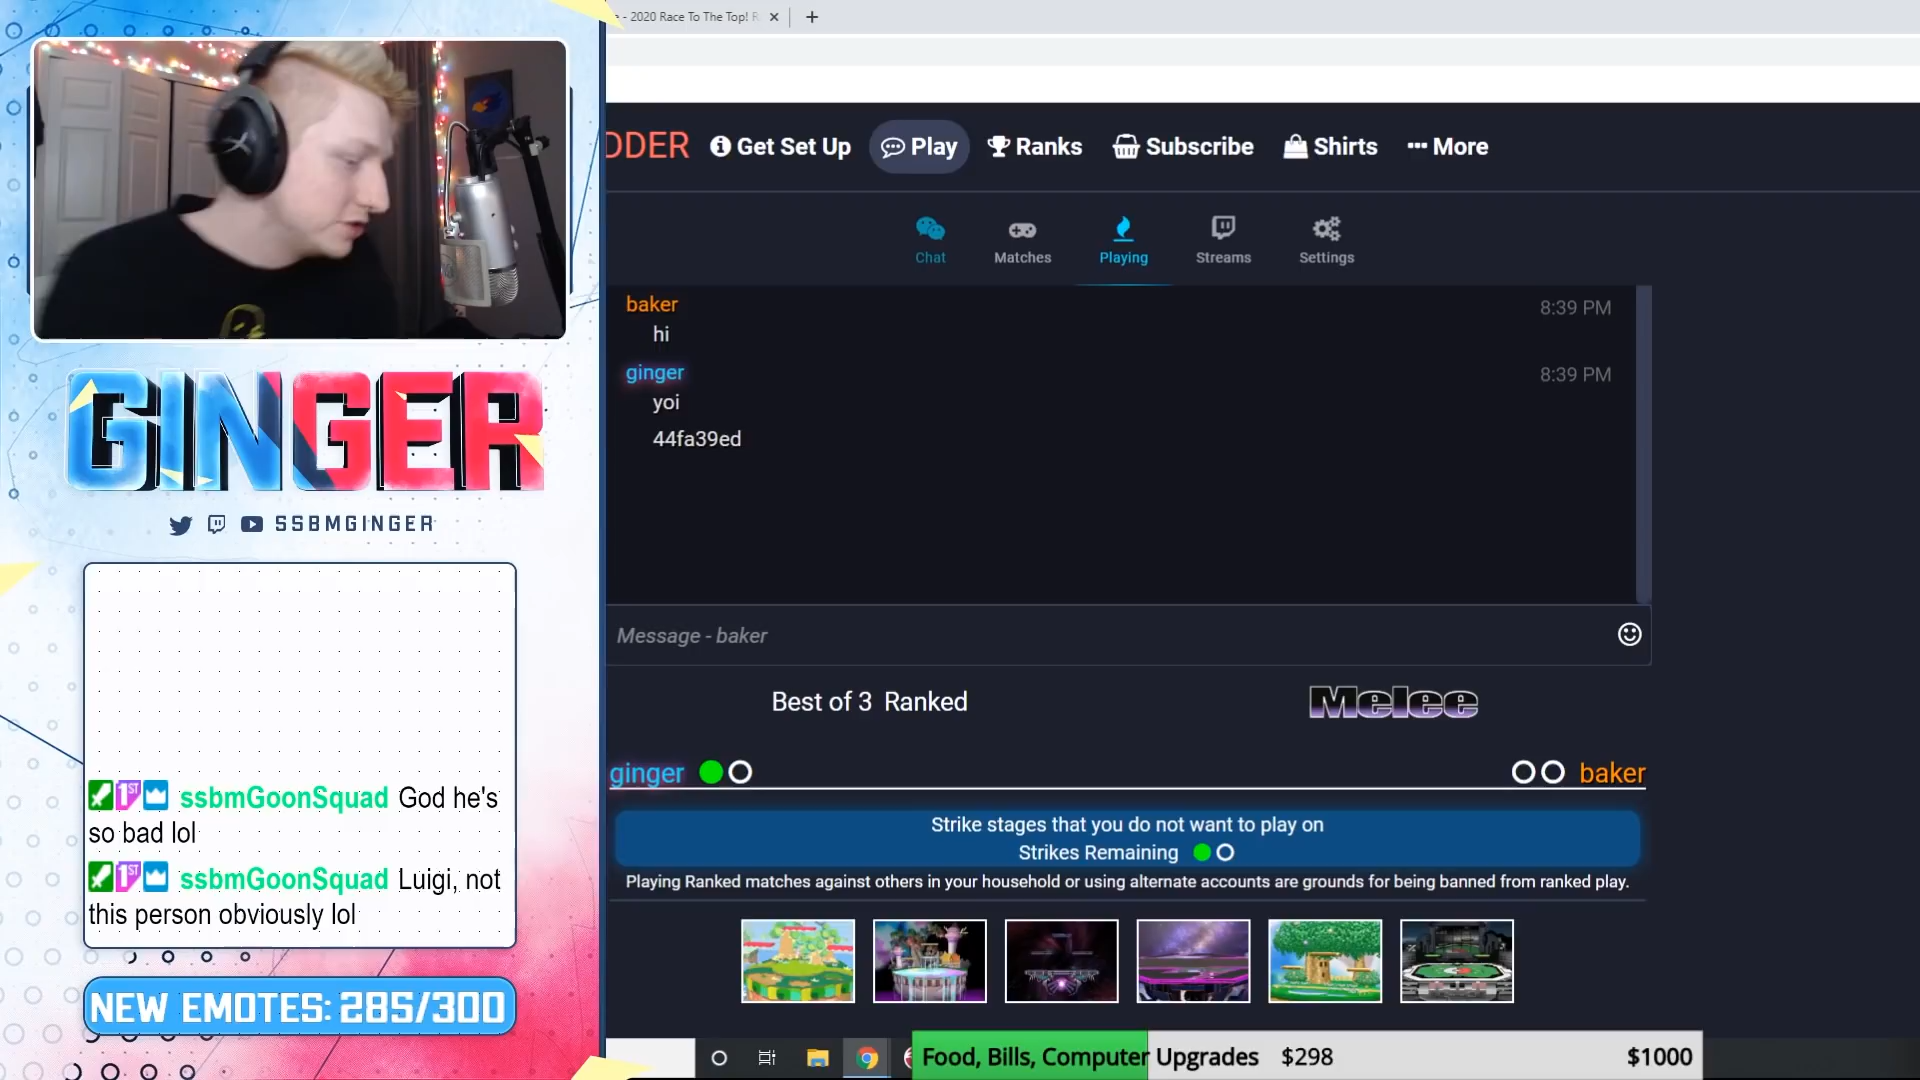 - 2020 Race To The Top!
DDER
Get Set Up
Play
Ranks
Subscribe
Shirts
More
Chat
Matches
Playing
Streams
Settings
baker
8:39 PM
hi
ginger
8:39 PM
yoi
44fa39ed
Message - baker
Best of 3 Ranked
Melee
ginger
baker
Strike stages that you do not want to play on
Strikes Remaining
Playing Ranked matches against others in your household or using alternate accounts are grounds for being banned from ranked play.
GINGER
SSBMGINGER
1ST ssbmGoonSquad God he's
so bad lol
1ST ssbmGoonSquad Luigi, not
this person obviously lol
NEW EMOTES: 285/300
Food, Bills, Computer Upgrades $298 $1000